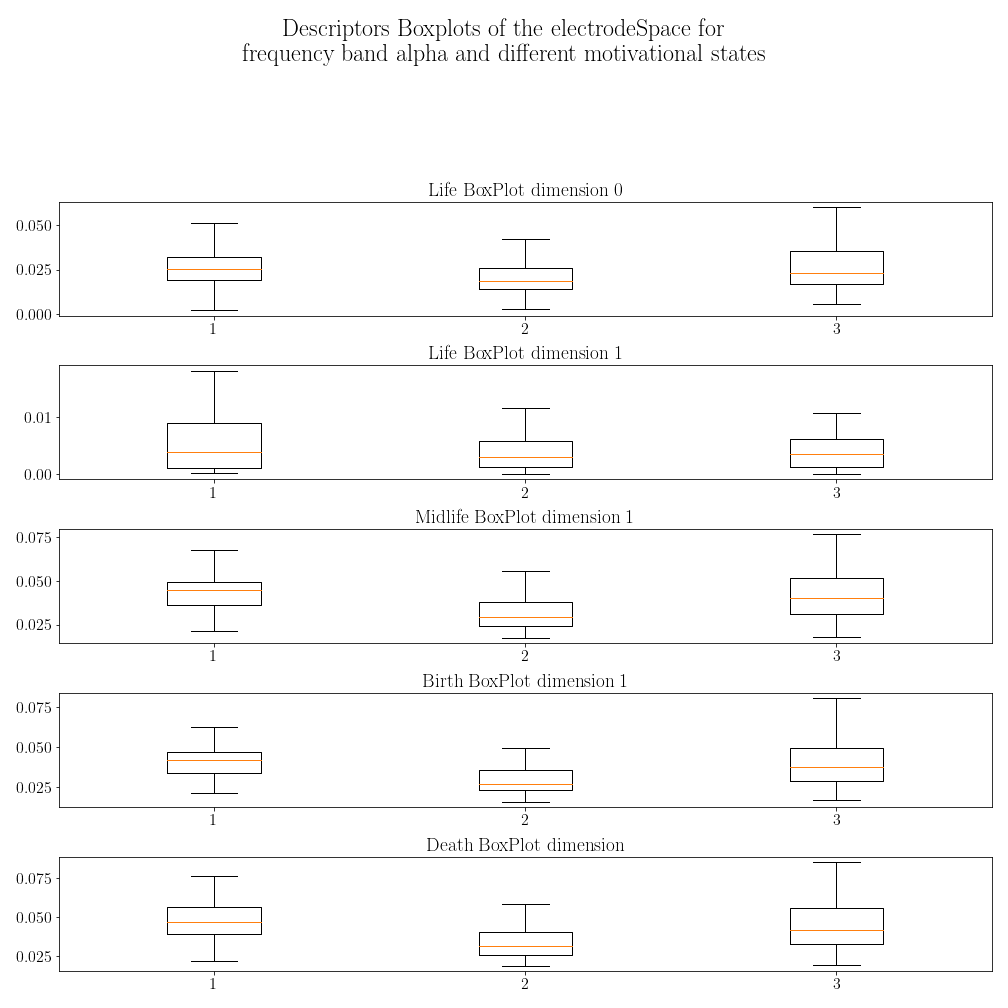 Descriptors Boxplots of the electrodeSpace for
frequency band alpha and different motivational states
Life BoxPlot dimension 0
0.050
0.025
0.000
1 2 3
Life BoxPlot dimension 1
0.01
0.00
1 2 3
Midlife BoxPlot dimension 1
0.075
0.050
0.025
1 2 3
Birth BoxPlot dimension 1
0.075
0.050
0.025
1 2 3
Death BoxPlot dimension
0.075
0.050
0.025
1 2 3